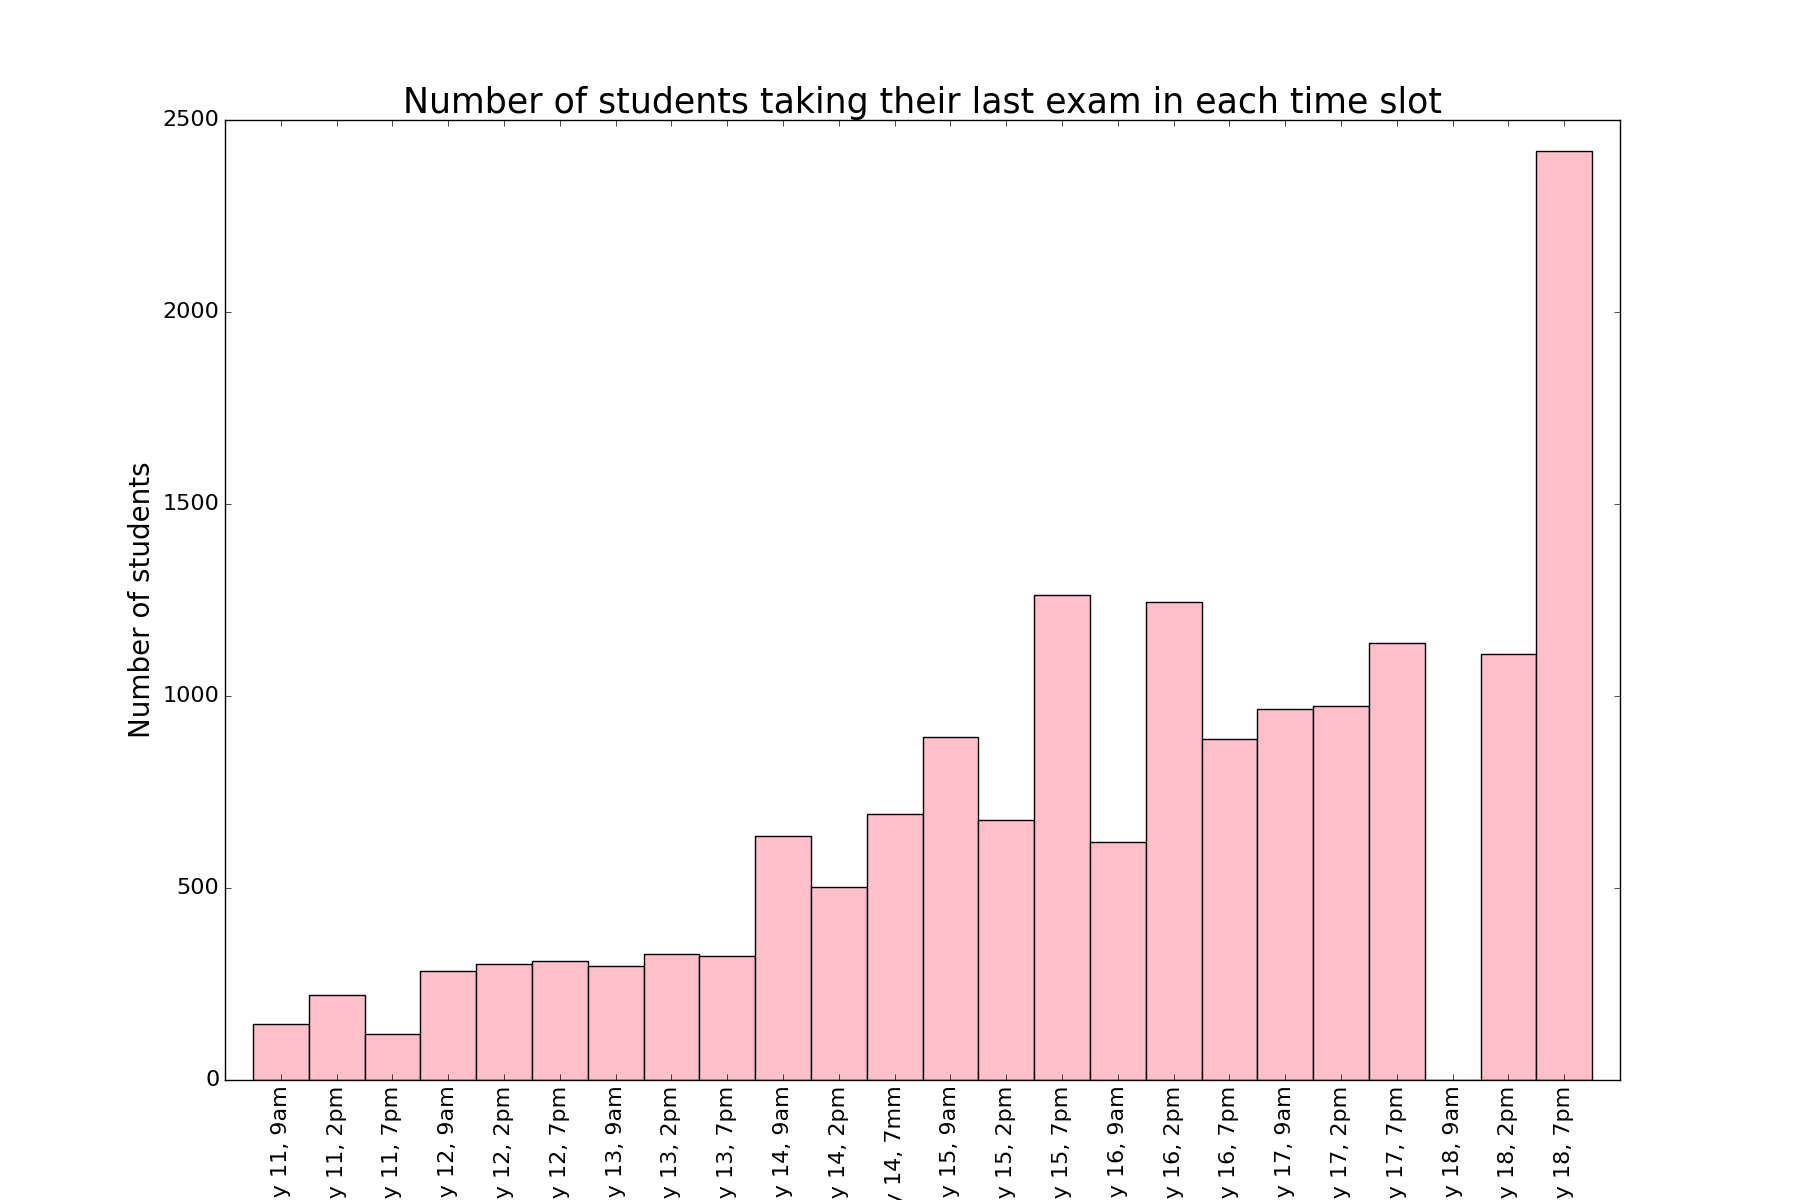 Number of students taking their last exam in each time slot
Number of students
2500
2000
1500
1000
500
0
y 11, 9am
y 11, 2pm
y 11, 7pm
y 12, 9am
y 12, 2pm
y 12, 7pm
y 13, 9am
y 13, 2pm
y 13, 7pm
y 14, 9am
y 14, 2pm
y 14, 7mm
y 15, 9am
y 15, 2pm
y 15, 7pm
y 16, 9am
y 16, 2pm
y 16, 7pm
y 17, 9am
y 17, 2pm
y 17, 7pm
y 18, 9am
y 18, 2pm
y 18, 7pm